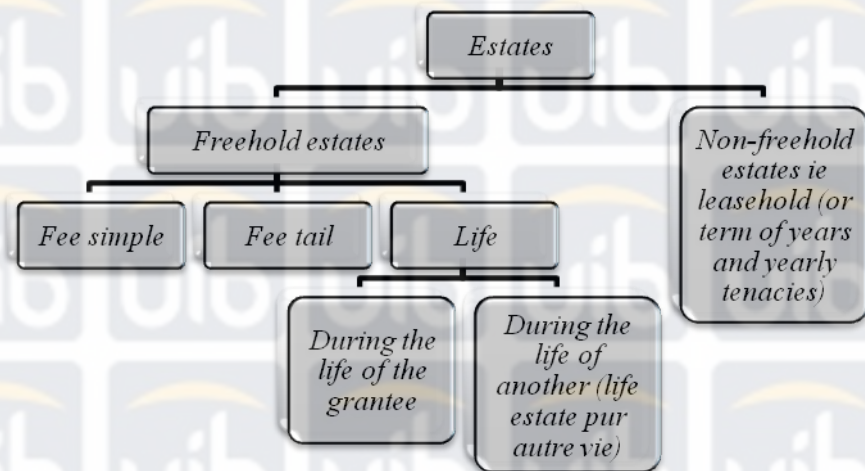 Estates
Freehold estates
Non-freehold
estates ie
leasehold (or
term of years
and yearly
tenacies)
Fee simple
Fee tail
Life
During the
life of the
grantee
During the
life of
another (life
estate pur
autre vie)